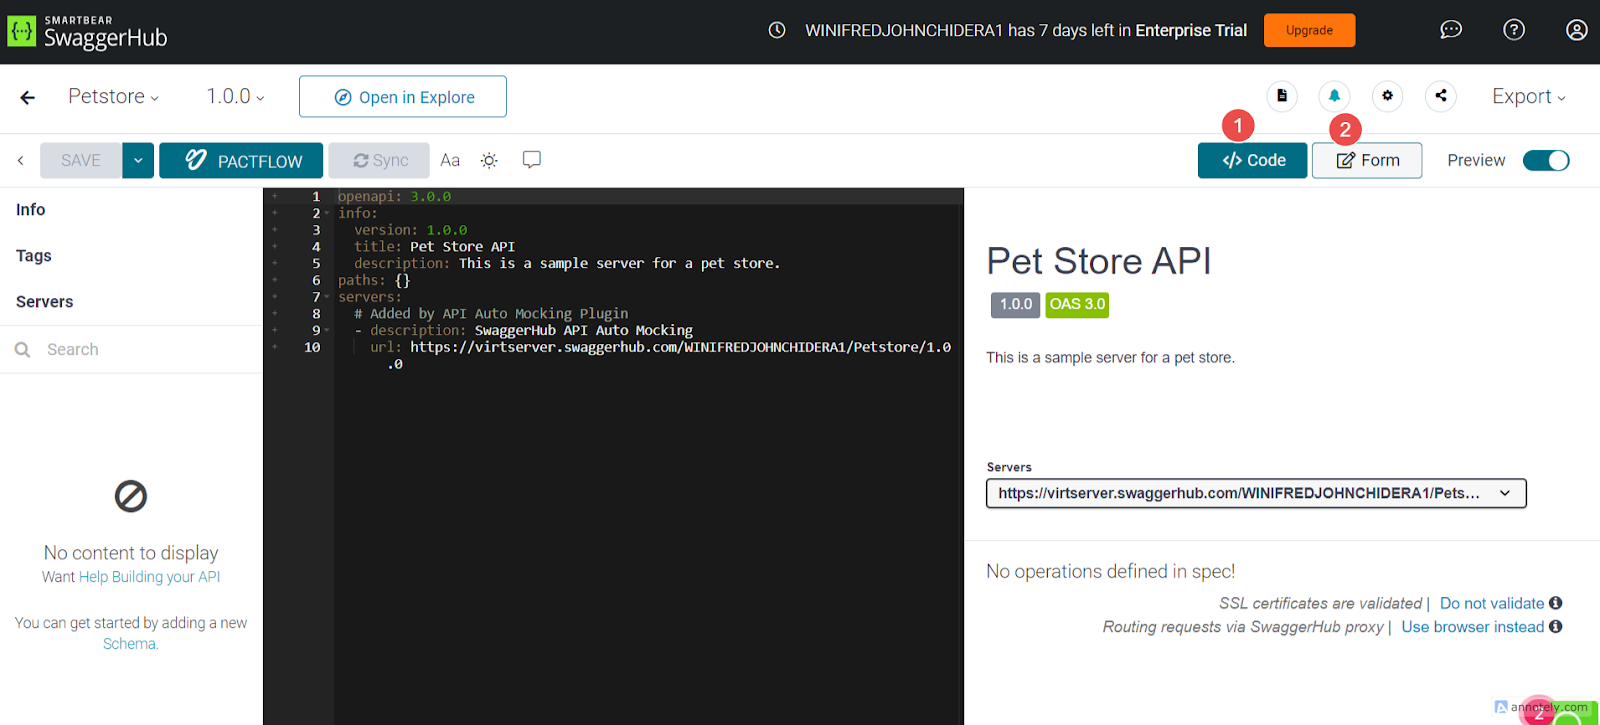 SMARTBEAR
SwaggerHub
WINIFREDJOHNCHIDERA1 has 7 days left in Enterprise Trial
Upgrade
Petstore
1.0.0
Open in Explore
Export
1
2
SAVE
PACTFLOW
Sync
Aa
</> Code
Form
Preview
Info
Tags
Servers
Search
No content to display
Want Help Building your API
You can get started by adding a new
Schema.
1 openapi: 3.0.0
2 info:
3 version: 1.0.0
4 title: Pet Store API
5 description: This is a sample server for a pet store.
6 paths: {}
7 servers:
8 # Added by API Auto Mocking Plugin
9 - description: SwaggerHub API Auto Mocking
10 url: https://virtserver.swaggerhub.com/WINIFREDJOHNCHIDERA1/Petstore/1.0
.0
Pet Store API
1.0.0
OAS 3.0
This is a sample server for a pet store.
Servers
https://virtserver.swaggerhub.com/WINIFREDJOHNCHIDERA1/Pets...
No operations defined in spec!
SSL certificates are validated | Do not validate
Routing requests via SwaggerHub proxy | Use browser instead
annotely.com
2